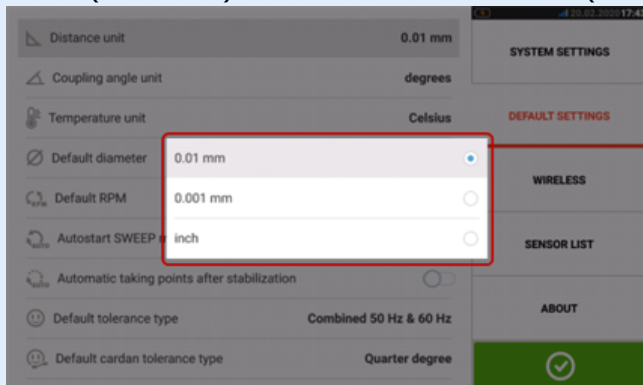 20.02.2020 17:42
Distance unit 0.01 mm
Coupling angle unit degrees
Temperature unit Celsius
Default diameter
Default RPM
Autostart SWEEP
Automatic taking points after stabilization
Default tolerance type Combined 50 Hz & 60 Hz
Default cardan tolerance type Quarter degree
0.01 mm
0.001 mm
inch
SYSTEM SETTINGS
DEFAULT SETTINGS
WIRELESS
SENSOR LIST
ABOUT